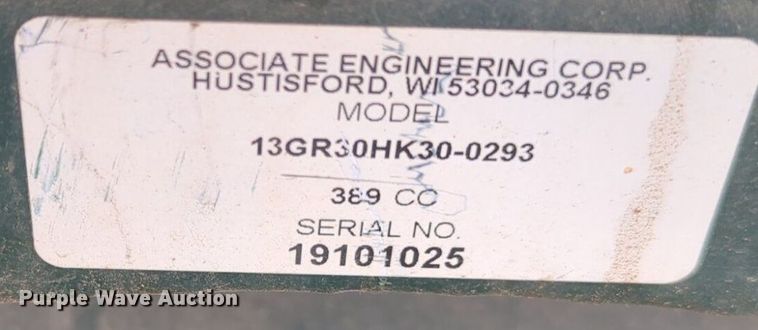 ASSOCIATE ENGINEERING CORP.
HUSTISFORD, WI 53034-0346
MODEL
13GR30HK30-0293
389 CC
SERIAL NO.
19101025
Purple Wave Auction